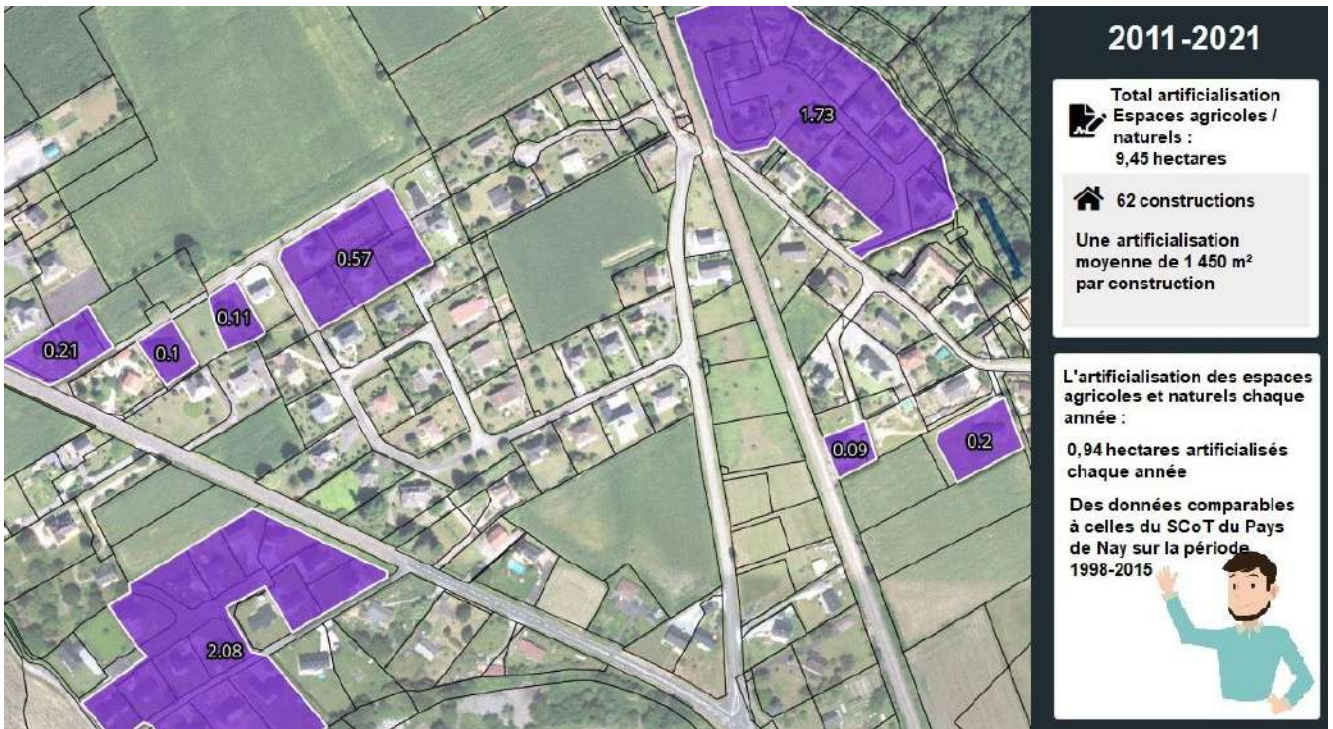 2011-2021
Total artificialisation
Espaces agricoles /
naturels :
9,45 hectares
62 constructions
Une artificialisation
moyenne de 1 450 m²
par construction
L'artificialisation des espaces
agricoles et naturels chaque
année :
0,94 hectares artificialisés
chaque année
Des données comparables
à celles du SCoT du Pays
de Nay sur la période
1998-2015
1.73
0.57
0.11
0.21
0.1
0.09
0.2
2.08